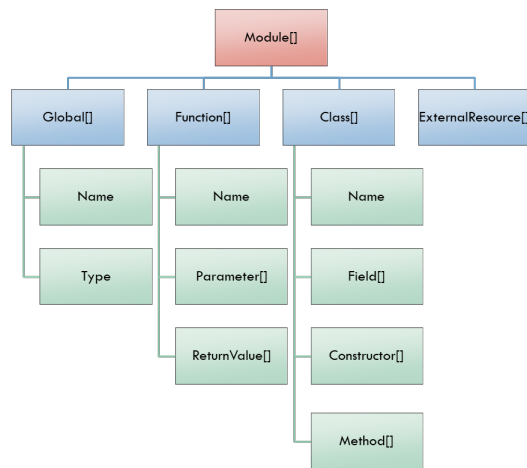 Module[]
Global[]
Function[]
Class[]
ExternalResource[]
Name
Name
Name
Type
Parameter[]
Field[]
ReturnValue[]
Constructor[]
Method[]